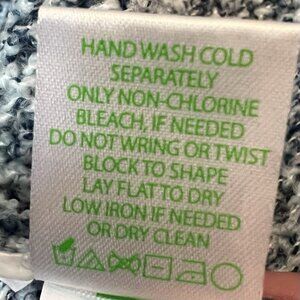 HAND WASH COLD
SEPARATELY
ONLY NON-CHLORINE
BLEACH, IF NEEDED
DO NOT WRING OR TWIST
BLOCK TO SHAPE
LAY FLAT TO DRY
LOW IRON IF NEEDED
OR DRY CLEAN